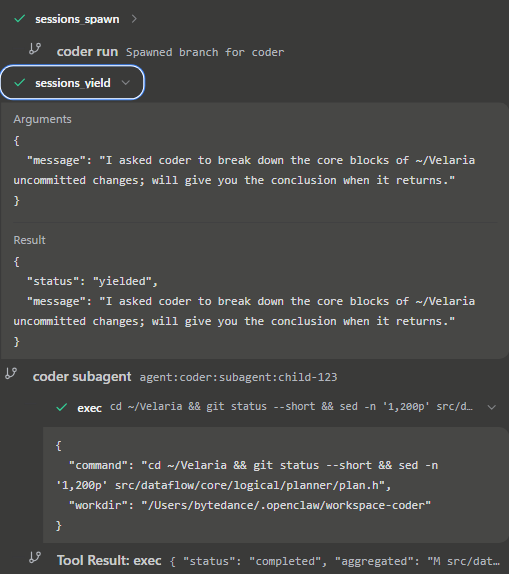 sessions_spawn
coder run Spawned branch for coder
sessions_yield
Arguments
{
"message": "I asked coder to break down the core blocks of ~/Velaria
uncommitted changes; will give you the conclusion when it returns."
}
Result
{
"status": "yielded",
"message": "I asked coder to break down the core blocks of ~/Velaria
uncommitted changes; will give you the conclusion when it returns."
}
coder subagent agent:coder:subagent:child-123
exec cd ~/Velaria && git status --short && sed -n '1,200p' src/d…
{
"command": "cd ~/Velaria && git status --short && sed -n
'1,200p' src/dataflow/core/logical/planner/plan.h",
"workdir": "/Users/bytedance/.openclaw/workspace-coder"
}
Tool Result: exec { "status": "completed", "aggregated": "M src/dat…